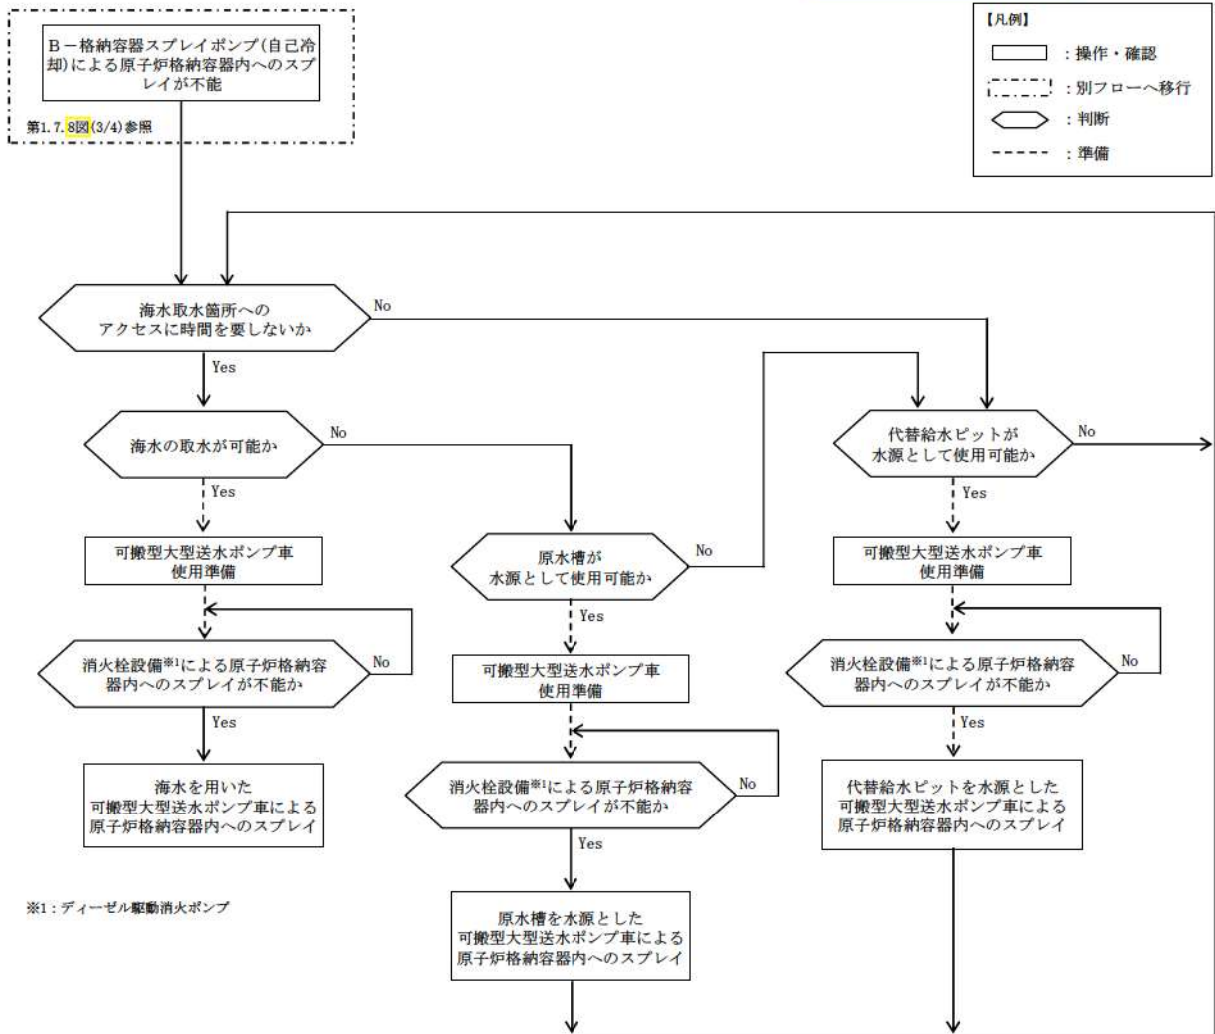 B－格納容器スプレイポンプ(自己冷
却)による原子炉格納容器内へのスプ
レイが不能
第1.7.8図(3/4)参照
【凡例】
：操作・確認
：別フローへ移行
：判断
：準備
海水取水箇所への
アクセスに時間を要しないか
No
Yes
海水の取水が可能か
No
Yes
可搬型大型送水ポンプ車
使用準備
消火栓設備※1による原子炉格納容
器内へのスプレイが不能か
No
Yes
海水を用いた
可搬型大型送水ポンプ車による
原子炉格納容器内へのスプレイ
原水槽が
水源として使用可能か
No
Yes
可搬型大型送水ポンプ車
使用準備
消火栓設備※1による原子炉格納容
器内へのスプレイが不能か
No
Yes
原水槽を水源とした
可搬型大型送水ポンプ車による
原子炉格納容器内へのスプレイ
代替給水ピットが
水源として使用可能か
No
Yes
可搬型大型送水ポンプ車
使用準備
消火栓設備※1による原子炉格納容
器内へのスプレイが不能か
No
Yes
代替給水ピットを水源とした
可搬型大型送水ポンプ車による
原子炉格納容器内へのスプレイ
※1：ディーゼル駆動消火ポンプ